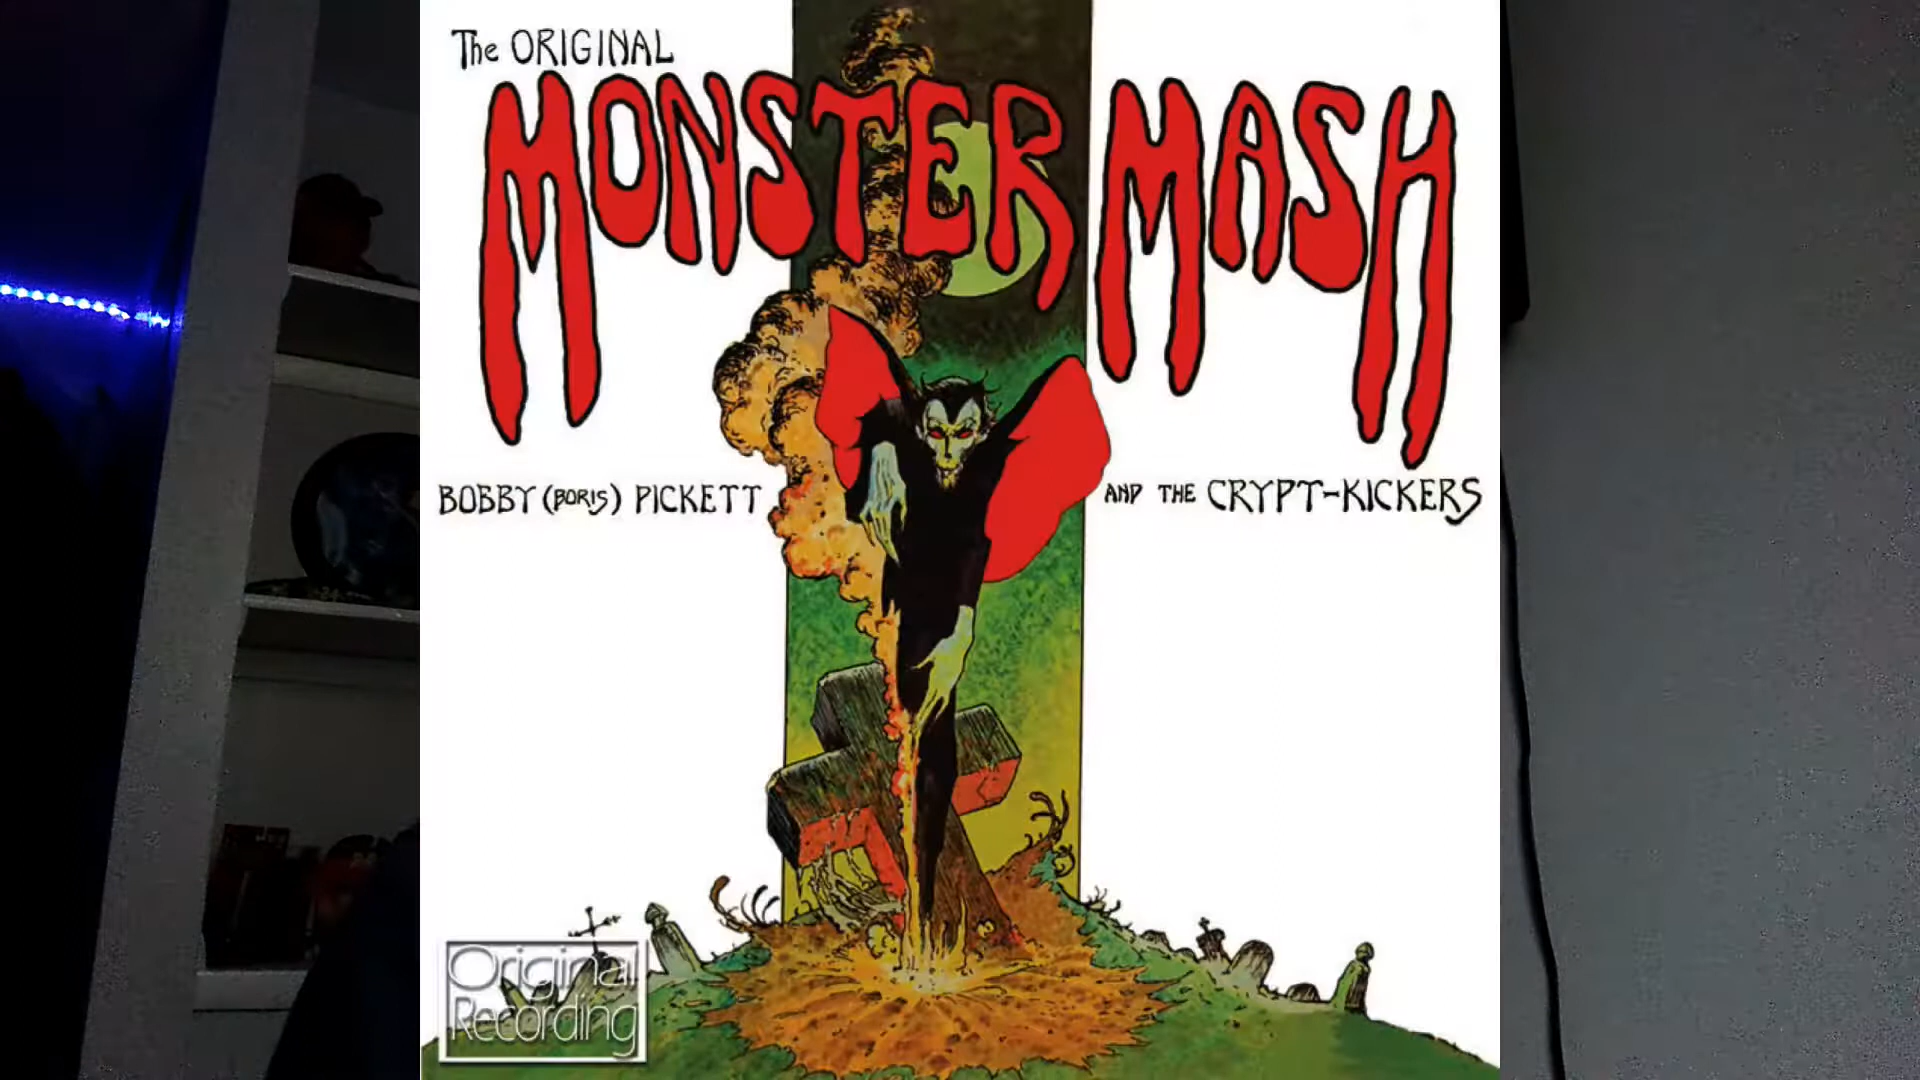 The ORIGINAL
MONSTER MASH
BOBBY (BORIS) PICKETT AND THE CRYPT-KICKERS
Original
Recording